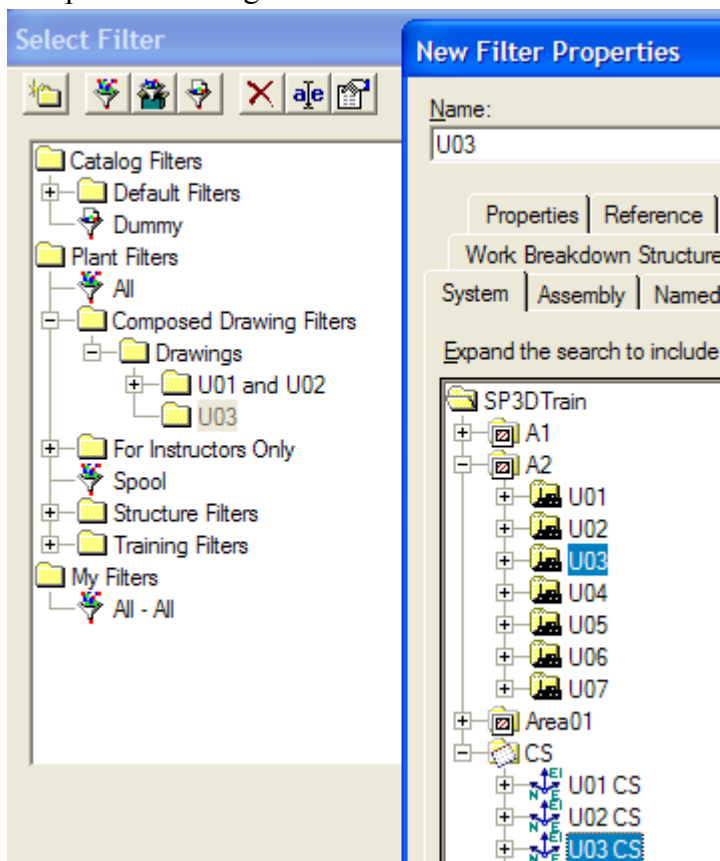 Select Filter
Catalog Filters
Default Filters
Dummy
Plant Filters
All
Composed Drawing Filters
Drawings
U01 and U02
U03
For Instructors Only
Spool
Structure Filters
Training Filters
My Filters
All - All
New Filter Properties
Name:
U03
Properties Reference
Work Breakdown Structure
System Assembly Named
Expand the search to include
SP3DTrain
A1
A2
U01
U02
U03
U04
U05
U06
U07
Area01
CS
U01 CS
U02 CS
U03 CS